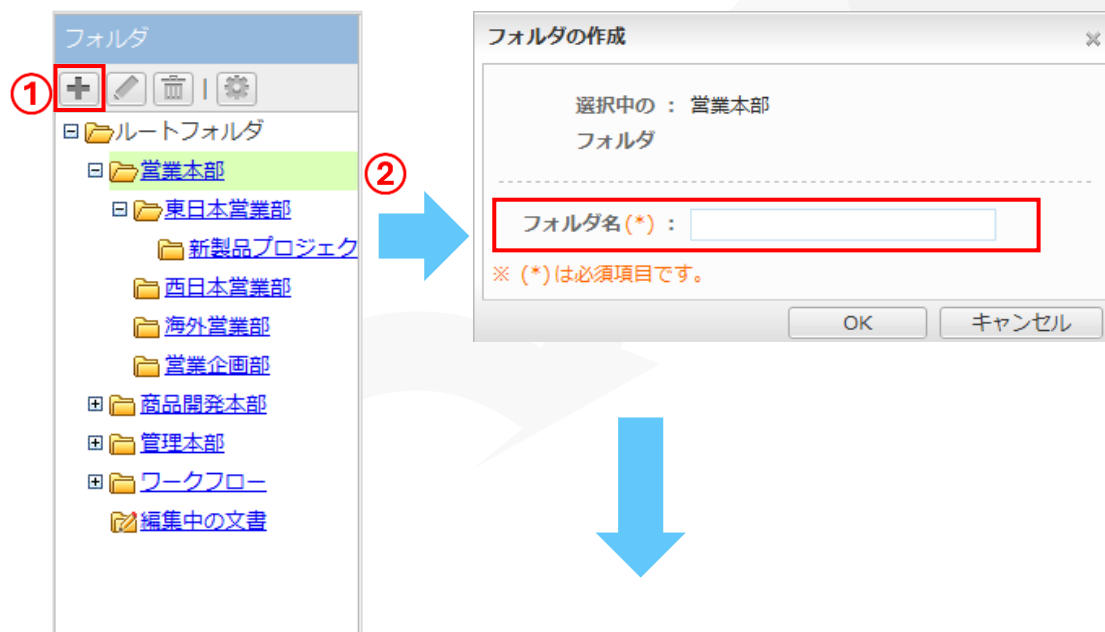 フォルダ
①
ルートフォルダ
営業本部
東日本営業部
新製品プロジェク
西日本営業部
海外営業部
営業企画部
商品開発本部
管理本部
ワークフロー
編集中の文書
②
フォルダの作成
選択中の : 営業本部
フォルダ
フォルダ名(*) :
※ (*)は必須項目です。
OK キャンセル